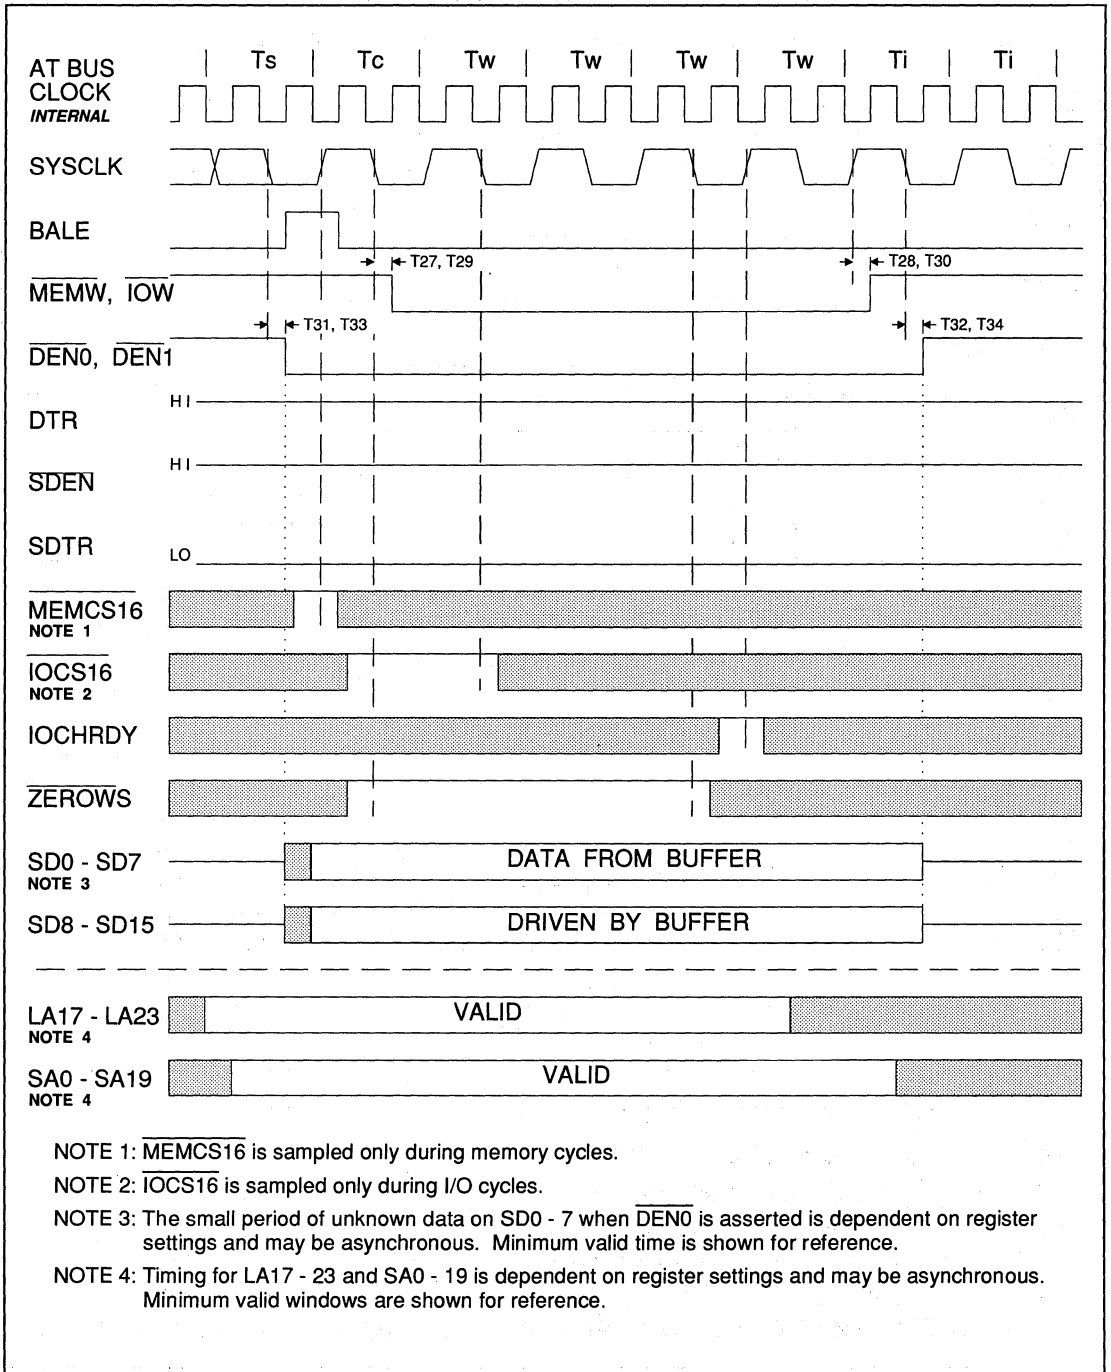 Ts Tc Tw Tw Tw Tw Ti Ti
AT BUS
CLOCK
INTERNAL
SYSCLK
BALE
T27, T29 T28, T30
MEMW, IOW
T31, T33 T32, T34
DEN0, DEN1
HI
DTR
HI
SDEN
SDTR
LO
MEMCS16
NOTE 1
IOCS16
NOTE 2
IOCHRDY
ZEROWS
SD0 - SD7 DATA FROM BUFFER
NOTE 3
SD8 - SD15 DRIVEN BY BUFFER
LA17 - LA23 VALID
NOTE 4
SA0 - SA19 VALID
NOTE 4
NOTE 1: MEMCS16 is sampled only during memory cycles.
NOTE 2: IOCS16 is sampled only during I/O cycles.
NOTE 3: The small period of unknown data on SD0 - 7 when DEN0 is asserted is dependent on register
settings and may be asynchronous. Minimum valid time is shown for reference.
NOTE 4: Timing for LA17 - 23 and SA0 - 19 is dependent on register settings and may be asynchronous.
Minimum valid windows are shown for reference.